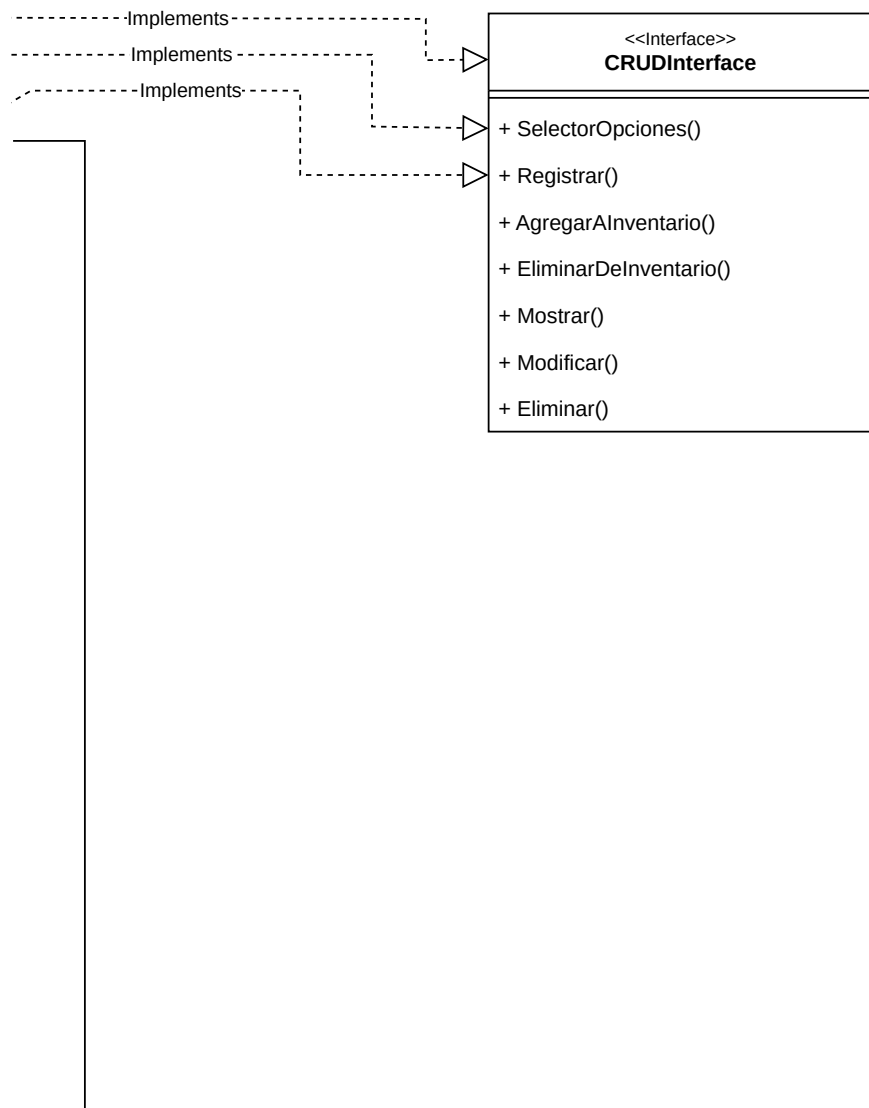 Implements
Implements
Implements
<<Interface>>
CRUDInterface
+ SelectorOpciones()
+ Registrar()
+ AgregarAInventario()
+ EliminarDeInventario()
+ Mostrar()
+ Modificar()
+ Eliminar()